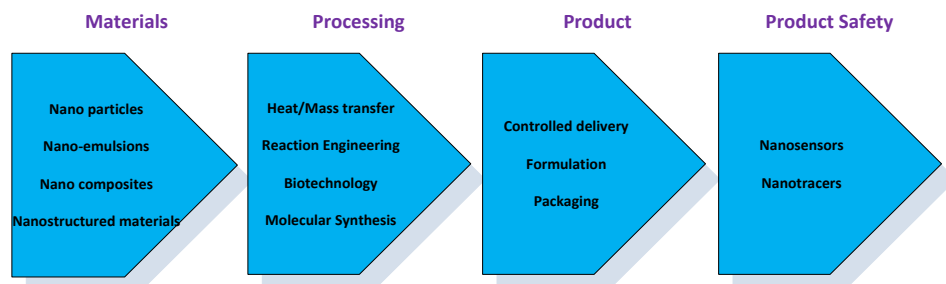 Materials
Processing
Product
Product Safety
Nano particles
Nano-emulsions
Nano composites
Nanostructured materials
Heat/Mass transfer
Reaction Engineering
Biotechnology
Molecular Synthesis
Controlled delivery
Formulation
Packaging
Nanosensors
Nanotracers